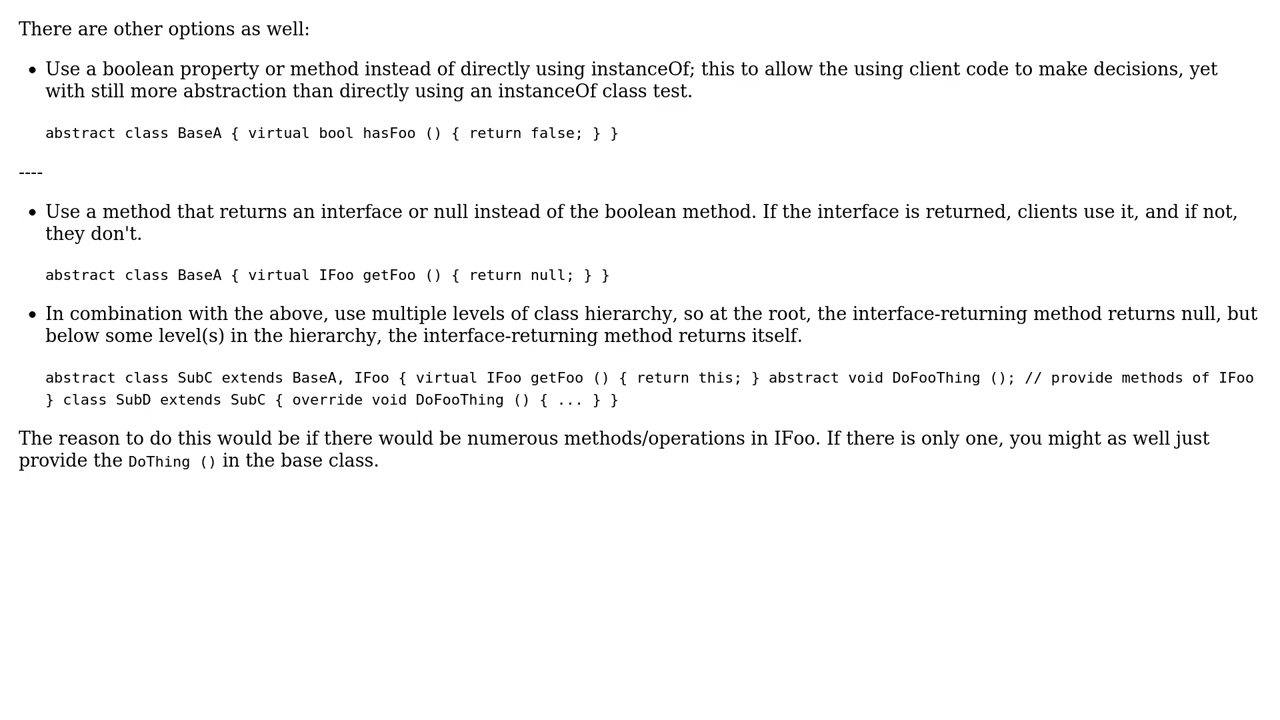 There are other options as well:
• Use a boolean property or method instead of directly using instanceOf; this to allow the using client code to make decisions, yet
with still more abstraction than directly using an instanceOf class test.
abstract class BaseA { virtual bool hasFoo () { return false; } }
----
• Use a method that returns an interface or null instead of the boolean method. If the interface is returned, clients use it, and if not,
they don't.
abstract class BaseA { virtual IFoo getFoo () { return null; } }
• In combination with the above, use multiple levels of class hierarchy, so at the root, the interface-returning method returns null, but
below some level(s) in the hierarchy, the interface-returning method returns itself.
abstract class SubC extends BaseA, IFoo { virtual IFoo getFoo () { return this; } abstract void DoFooThing (); // provide methods of IFoo
} class SubD extends SubC { override void DoFooThing () { ... } }
The reason to do this would be if there would be numerous methods/operations in IFoo. If there is only one, you might as well just
provide the DoThing () in the base class.